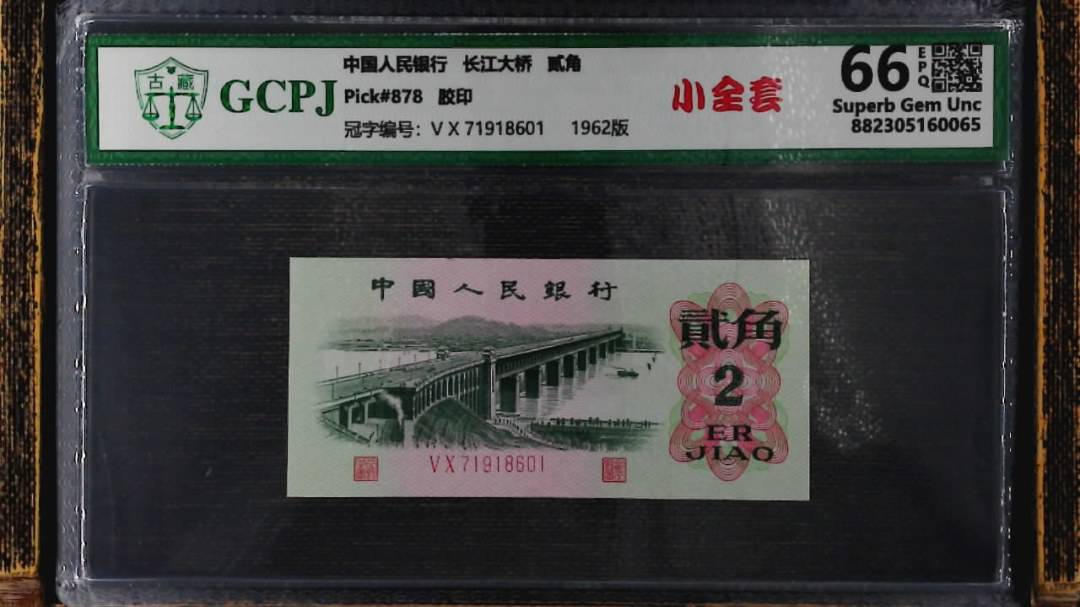 古藏
GCPJ
中国人民银行 长江大桥 贰角
Pick#878 胶印
冠字编号: VX71918601 1962版
小全套
66 EPQ
Superb Gem Unc
882305160065
中國人民銀行
貳角
2
ER
JIAO
VX71918601